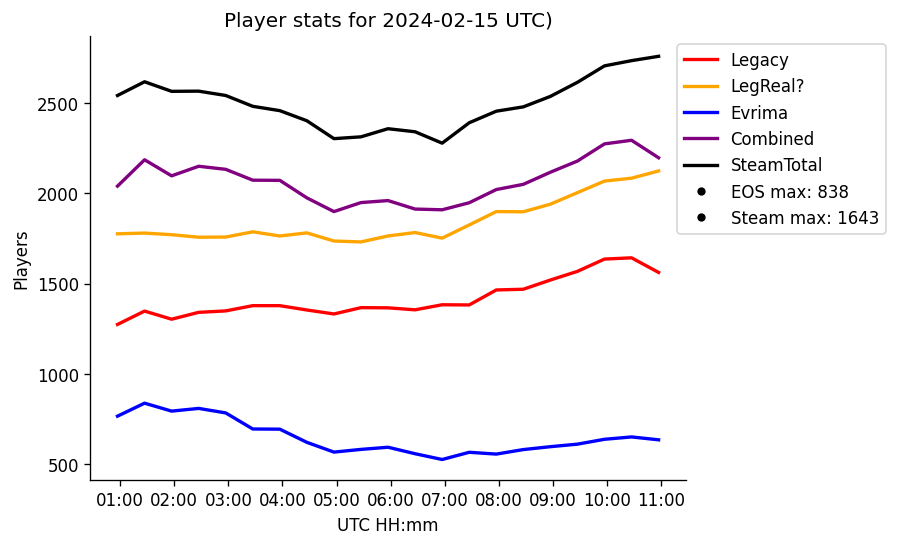 Player stats for 2024-02-15 UTC)
Players
2500
2000
1500
1000
500
01:00 02:00 03:00 04:00 05:00 06:00 07:00 08:00 09:00 10:00 11:00
UTC HH:mm
Legacy
LegReal?
Evrima
Combined
SteamTotal
EOS max: 838
Steam max: 1643